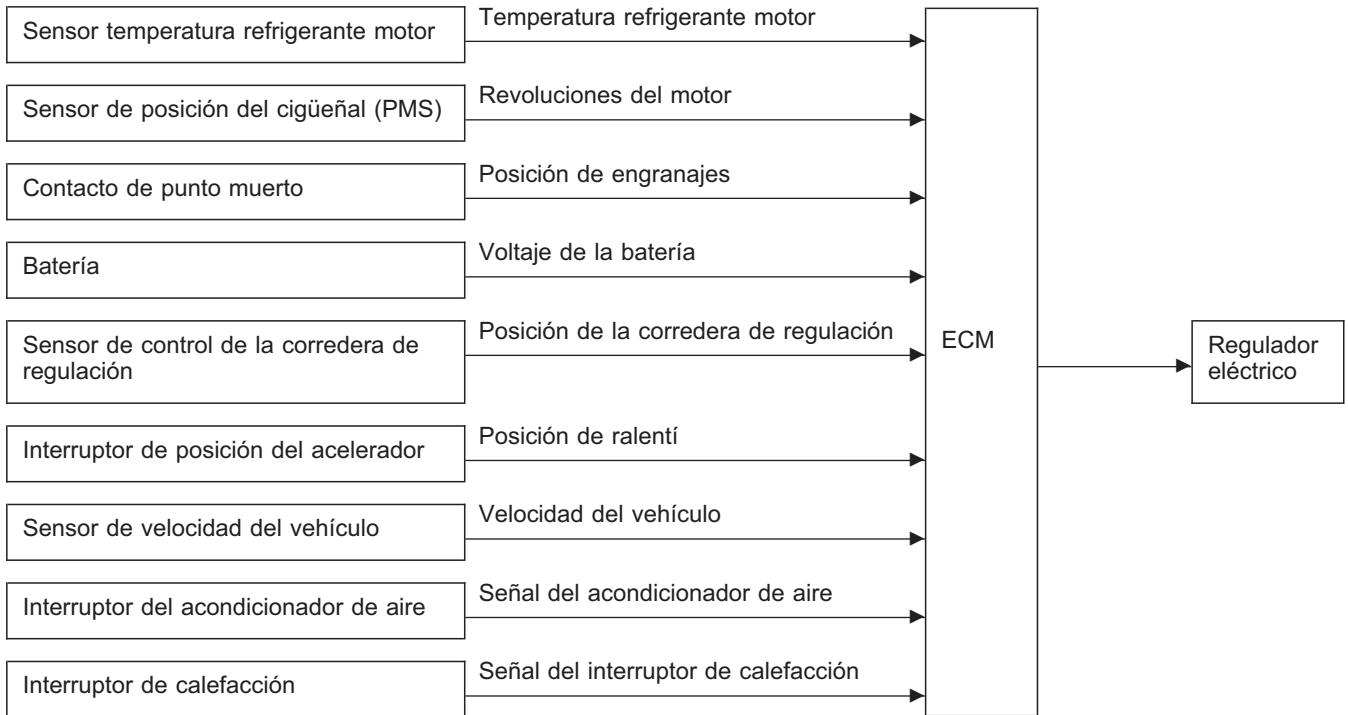 Sensor temperatura refrigerante motor
Temperatura refrigerante motor
Sensor de posición del cigüeñal (PMS)
Revoluciones del motor
Contacto de punto muerto
Posición de engranajes
Batería
Voltaje de la batería
Sensor de control de la corredera de
regulación
Posición de la corredera de regulación
Interruptor de posición del acelerador
Posición de ralentí
Sensor de velocidad del vehículo
Velocidad del vehículo
Interruptor del acondicionador de aire
Señal del acondicionador de aire
Interruptor de calefacción
Señal del interruptor de calefacción
ECM
Regulador
eléctrico